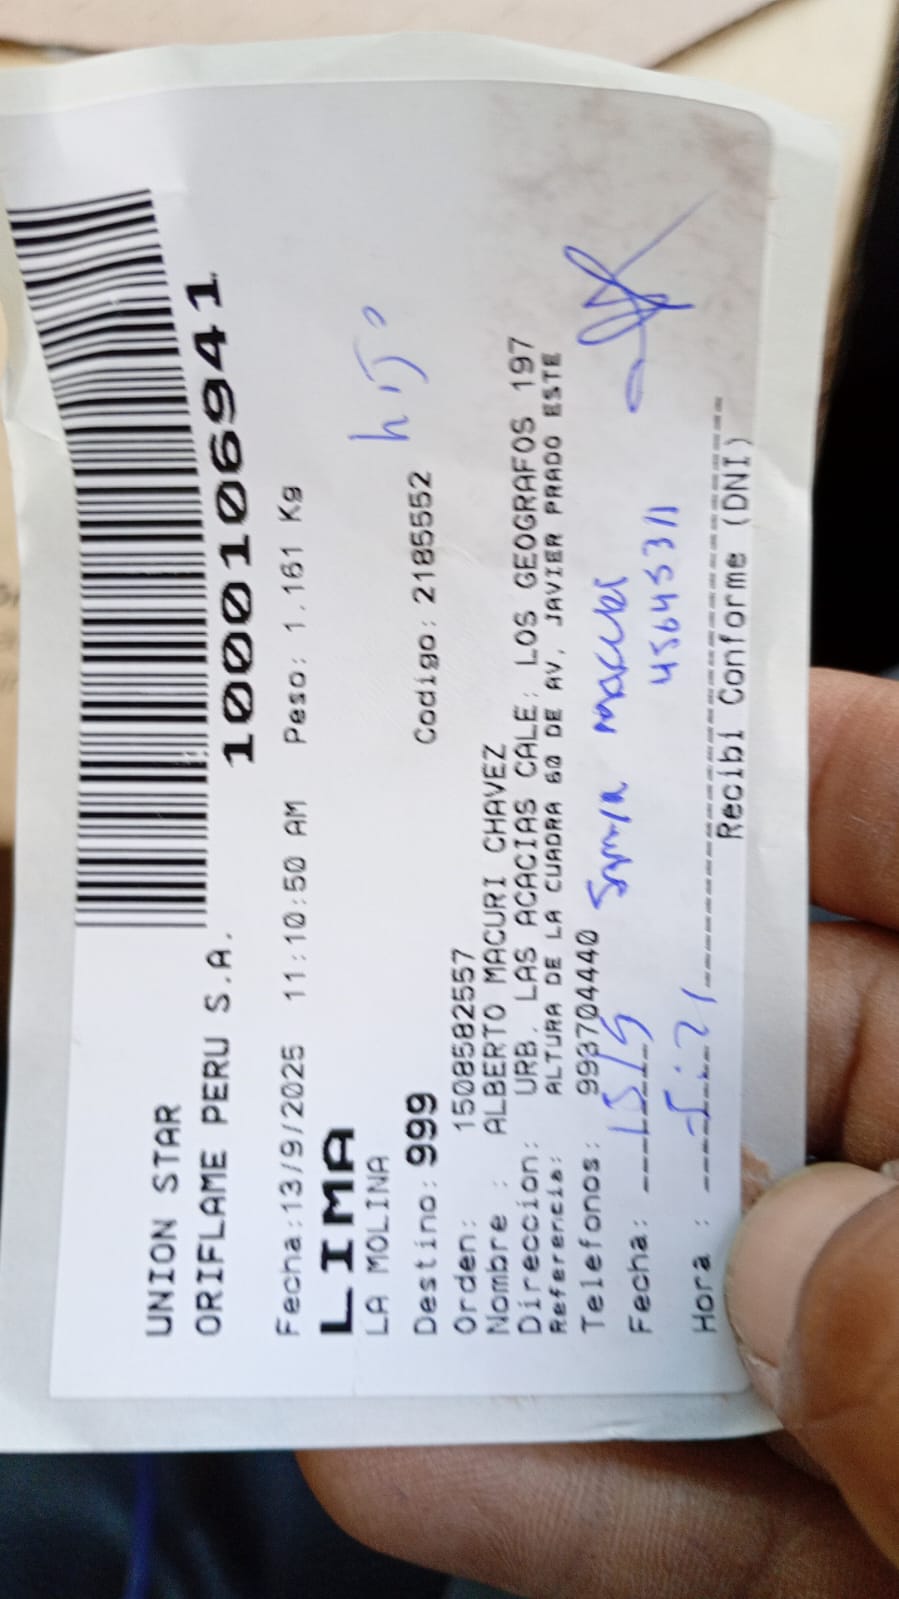 UNION STAR
ORIFLAME PERU S.A.
1000106941
Fecha:13/9/2025 11:10:50 AM Peso: 1.161 Kg
LIMA
LA MOLINA
hijo
Destino: 999 Codigo: 2185552
Orden: 1508582557
Nombre : ALBERTO MACURI CHAVEZ
Direccion: URB. LAS ACACIAS CALE: LOS GEOGRAFOS 197
Referencia: ALTURA DE LA CUADRA 60 DE AV. JAVIER PRADO ESTE
Telefonos: 993704440
Fecha: 15/9 45645311
Hora :
Recibi Conforme (DNI)